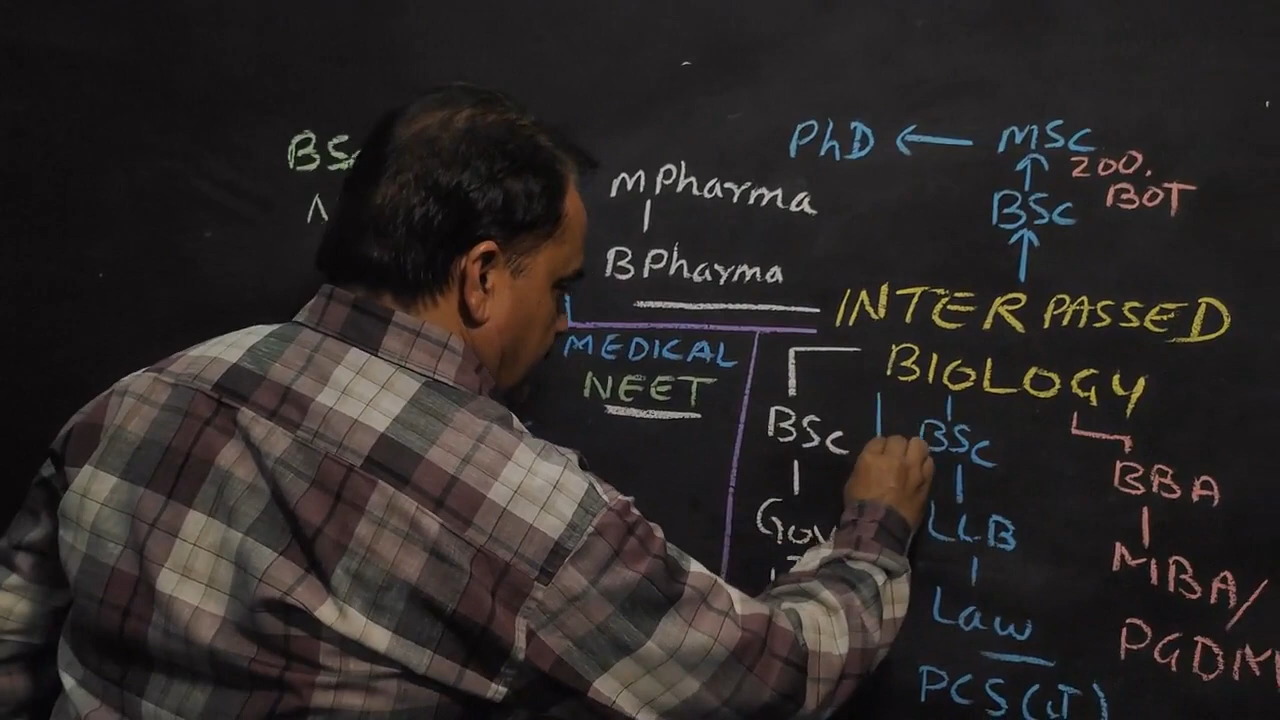 PhD ← MSC
ZOO.
BOT
BSC
MPharma
BPharma
INTER PASSED
BIOLOGY
MEDICAL
NEET
BSC
BSC
LLB
Law
PCS(J)
BBA
MBA/
PGDM